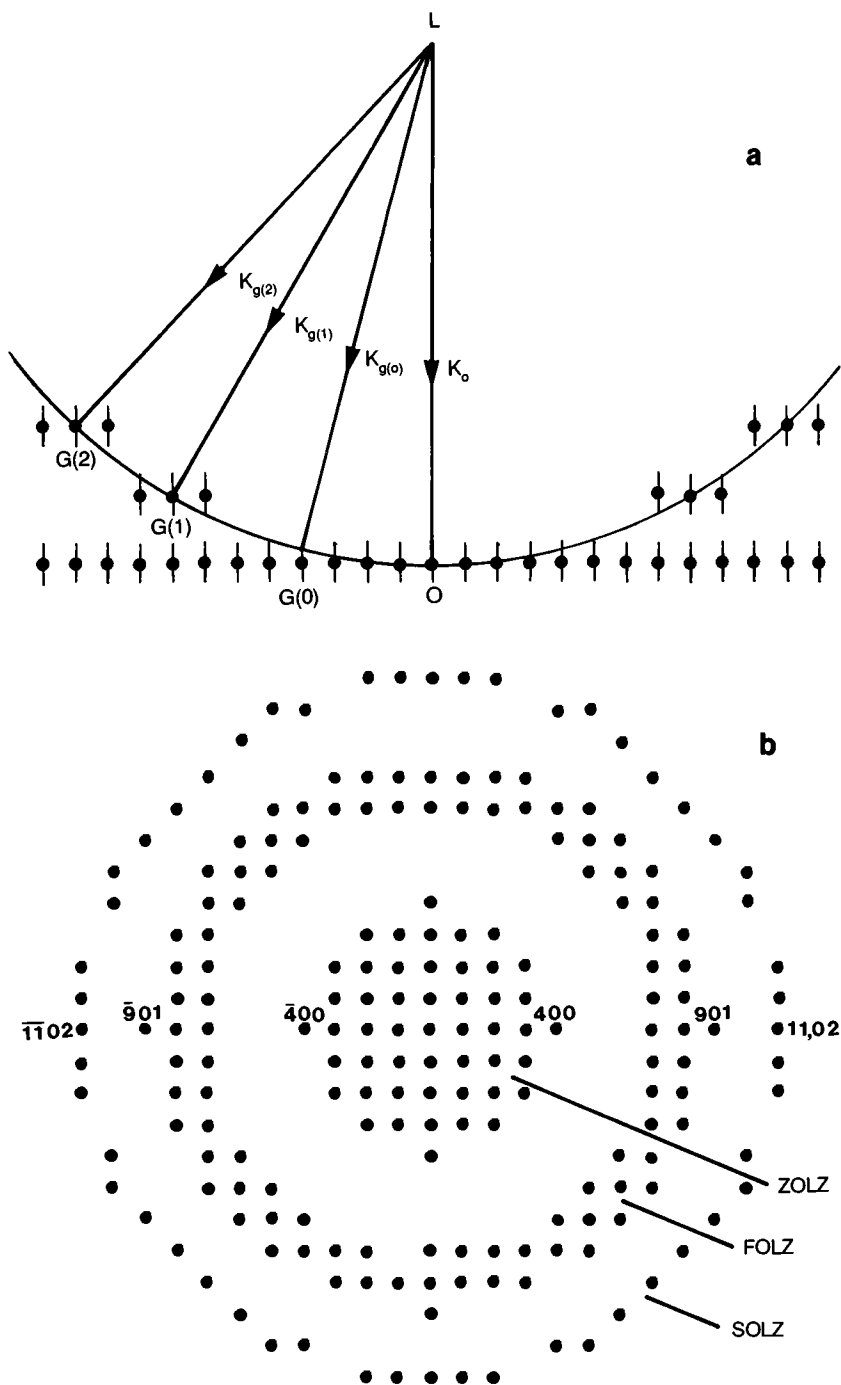 L
a
K_g(2)
K_g(1)
K_g(o)
K_o
G(2)
G(1)
G(0)
O
b
1̅1̅02
9̅01
4̅00
400
901
11,02
ZOLZ
FOLZ
SOLZ